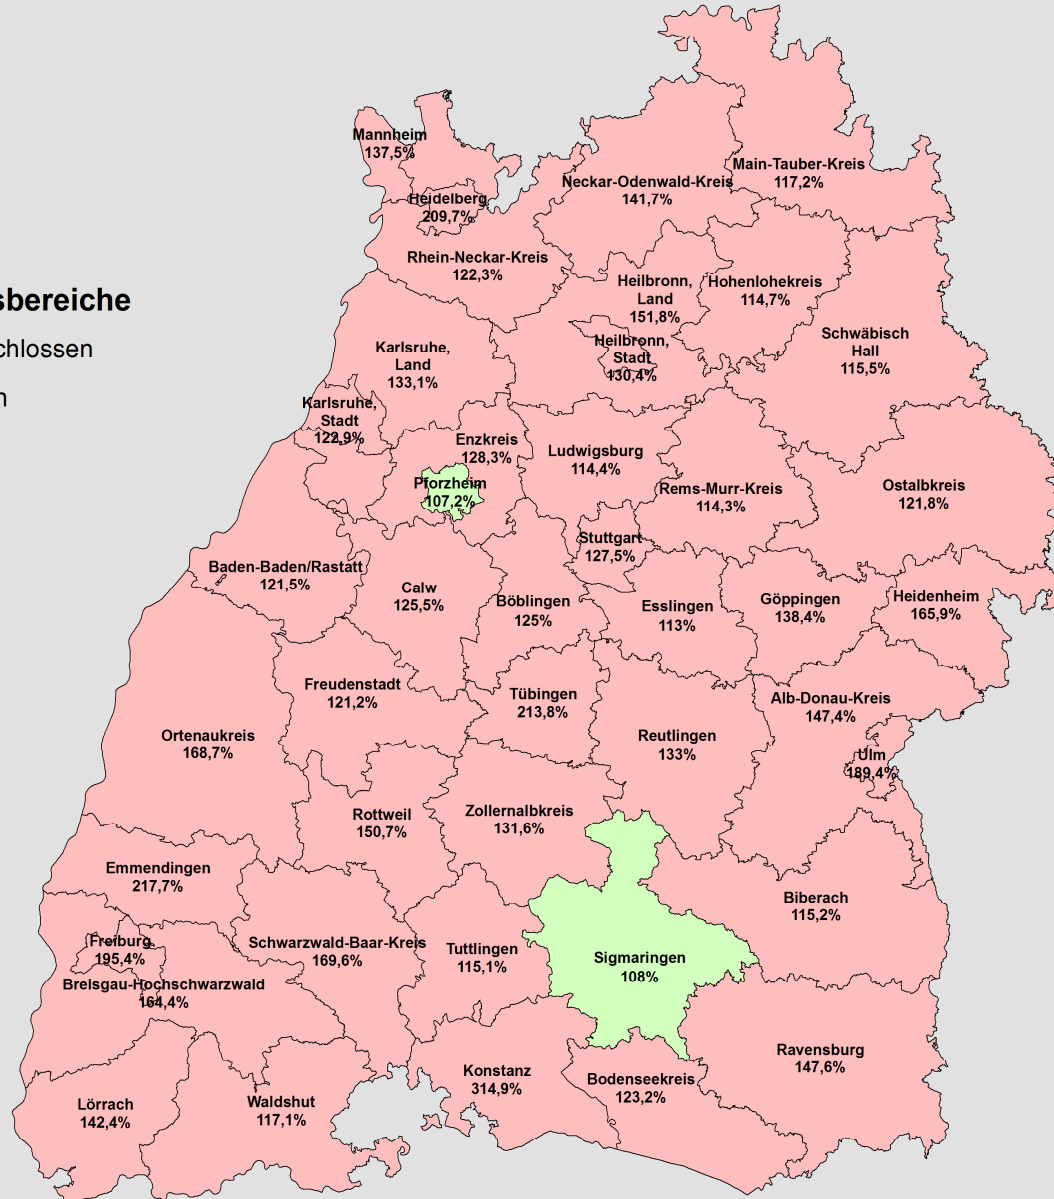 sbereiche
chlossen
n
Mannheim
137,5%
Heidelberg
209,7%
Neckar-Odenwald-Kreis
141,7%
Main-Tauber-Kreis
117,2%
Rhein-Neckar-Kreis
122,3%
Heilbronn,
Land
151,8%
Hohenlohekreis
114,7%
Heilbronn,
Stadt
130,4%
Schwäbisch
Hall
115,5%
Karlsruhe,
Land
133,1%
Karlsruhe,
Stadt
122,9%
Enzkreis
128,3%
Pforzheim
107,2%
Ludwigsburg
114,4%
Rems-Murr-Kreis
114,3%
Ostalbkreis
121,8%
Stuttgart
127,5%
Baden-Baden/Rastatt
121,5%
Calw
125,5%
Böblingen
125%
Esslingen
113%
Göppingen
138,4%
Heidenheim
165,9%
Freudenstadt
121,2%
Tübingen
213,8%
Alb-Donau-Kreis
147,4%
Ortenaukreis
168,7%
Reutlingen
133%
Ulm
189,4%
Rottweil
150,7%
Zollernalbkreis
131,6%
Emmendingen
217,7%
Biberach
115,2%
Freiburg
195,4%
Schwarzwald-Baar-Kreis
169,6%
Tuttlingen
115,1%
Sigmaringen
108%
Breisgau-Hochschwarzwald
164,4%
Ravensburg
147,6%
Konstanz
314,9%
Bodenseekreis
123,2%
Lörrach
142,4%
Waldshut
117,1%